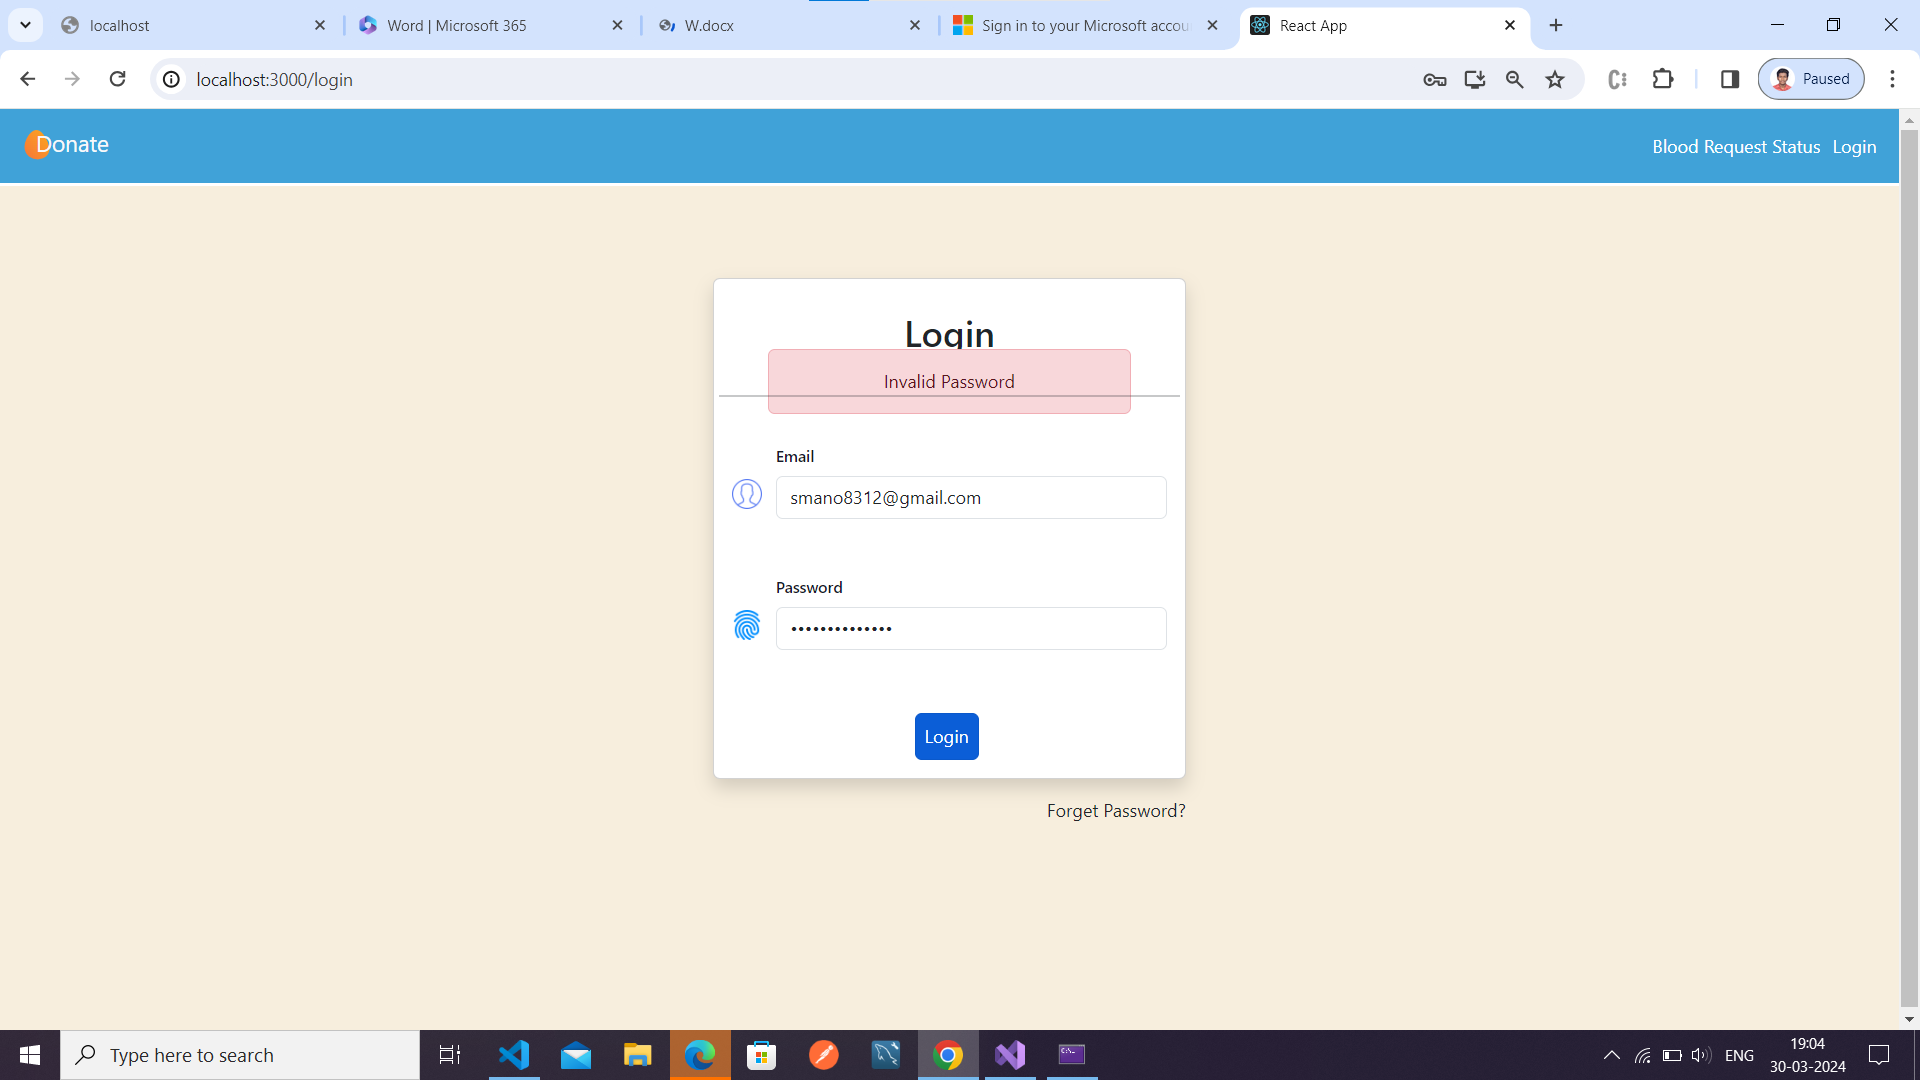 localhost
Word | Microsoft 365
W.docx
Sign in to your Microsoft accou
React App
localhost:3000/login
Paused
Donate
Blood Request Status
Login
Login
Invalid Password
Email
smano8312@gmail.com
Password
••••••••••••••
Login
Forget Password?
Type here to search
ENG
19:04
30-03-2024